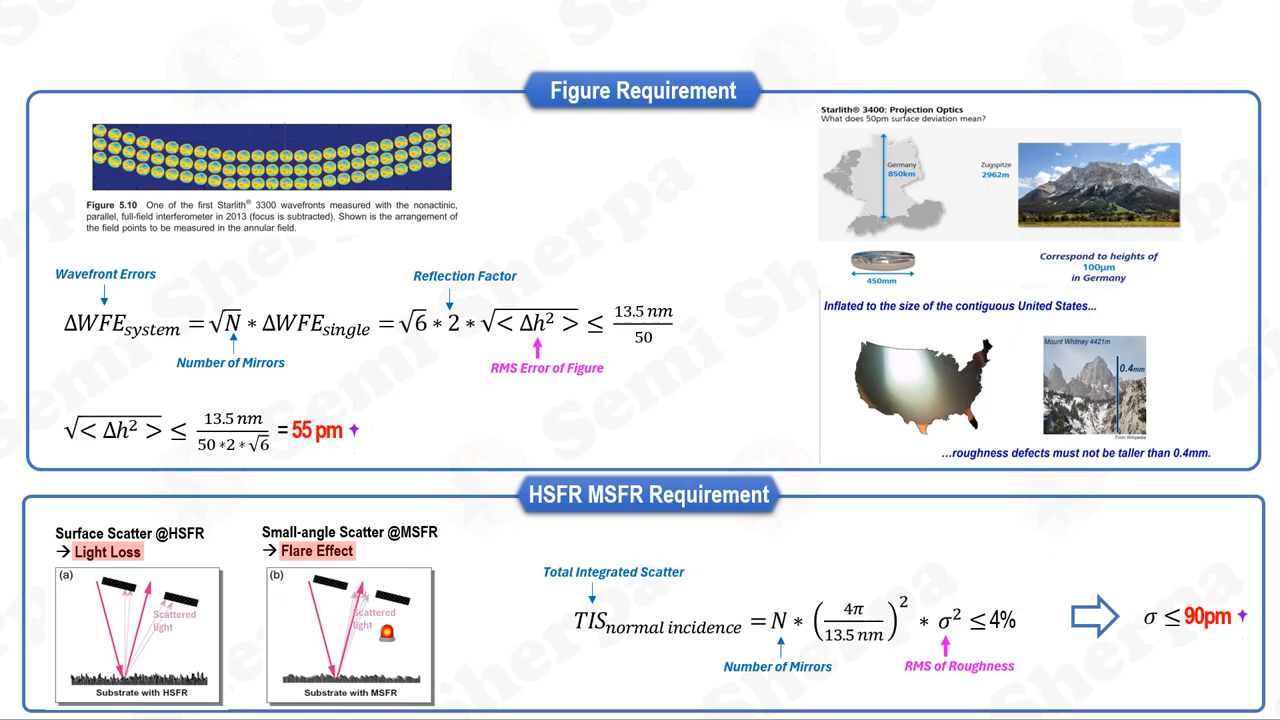 Figure Requirement
Figure 5.10 One of the first Starlith® 3300 wavefronts measured with the nonactinic,
parallel, full-field interferometer in 2013 (focus is subtracted). Shown is the arrangement
of the field points to be measured in the annular field.
Wavefront Errors
Reflection Factor
ΔWFE_system = √N * ΔWFE_single = √6 * 2 * √<Δh²> ≤ 13.5 nm / 50
Number of Mirrors
RMS Error of Figure
√<Δh²> ≤ 13.5 nm / 50 *2 * √6 = 55 pm
Starlith® 3400: Projection Optics
What does 50pm surface deviation mean?
Germany
850km
Zugspitze
2962m
450mm
Correspond to heights of
100µm
in Germany
Inflated to the size of the contiguous United States...
Mount Whitney 4421m
0.4mm
From Wikipedia
...roughness defects must not be taller than 0.4mm.
HSFR MSFR Requirement
Surface Scatter @HSFR
→ Light Loss
(a)
Scattered
light
Substrate with HSFR
Small-angle Scatter @MSFR
→ Flare Effect
(b)
Scattered
light
Substrate with MSFR
Total Integrated Scatter
TIS_normal incidence = N * (4π / 13.5 nm)² * σ² ≤ 4%
Number of Mirrors
RMS of Roughness
σ ≤ 90pm
Semi Sherpa